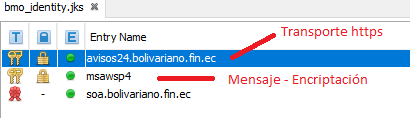 bmo_identity.jks
T
E
Entry Name
Transporte https
avisos24.bolivariano.fin.ec
msawsp4
Mensaje - Encriptación
- soa.bolivariano.fin.ec